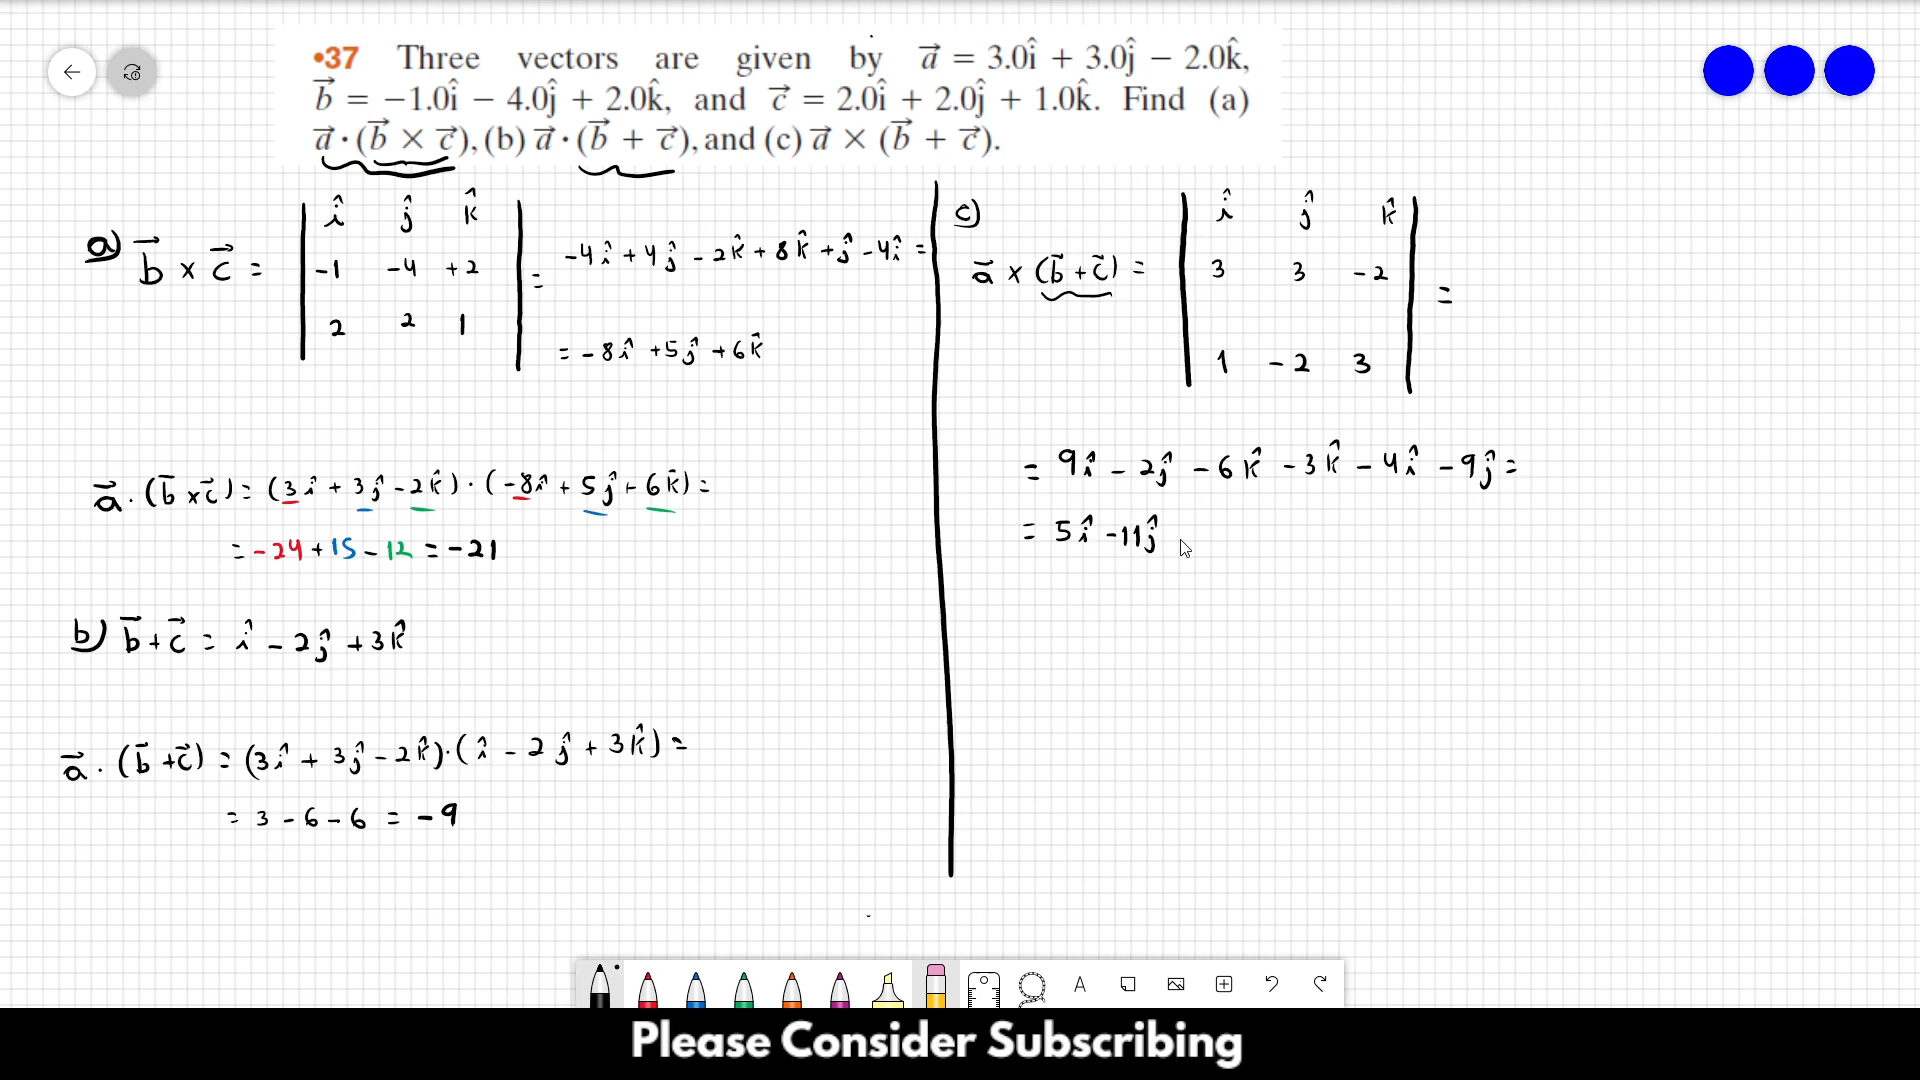 •37 Three vectors are given by a⃗ = 3.0î + 3.0ĵ − 2.0k̂,
b⃗ = −1.0î − 4.0ĵ + 2.0k̂, and c⃗ = 2.0î + 2.0ĵ + 1.0k̂. Find (a)
a⃗ · (b⃗ × c⃗), (b) a⃗ · (b⃗ + c⃗), and (c) a⃗ × (b⃗ + c⃗).
a) b⃗ × c⃗ =
î ĵ k̂
-1 -4 +2
2 2 1
= -4î + 4ĵ - 2k̂ + 8k̂ + ĵ - 4î =
= -8î + 5ĵ + 6k̂
a⃗ · (b⃗ × c⃗) = (3î + 3ĵ - 2k̂) · (-8î + 5ĵ + 6k̂) =
= -24 + 15 - 12 = -21
b) b⃗ + c⃗ = î - 2ĵ + 3k̂
a⃗ · (b⃗ + c⃗) = (3î + 3ĵ - 2k̂) · (î - 2ĵ + 3k̂) =
= 3 - 6 - 6 = -9
c)
a⃗ × (b⃗ + c⃗) =
î ĵ k̂
3 3 -2
1 -2 3
=
= 9î - 2ĵ - 6k̂ - 3k̂ - 4î - 9ĵ =
= 5î - 11ĵ
A
Please Consider Subscribing